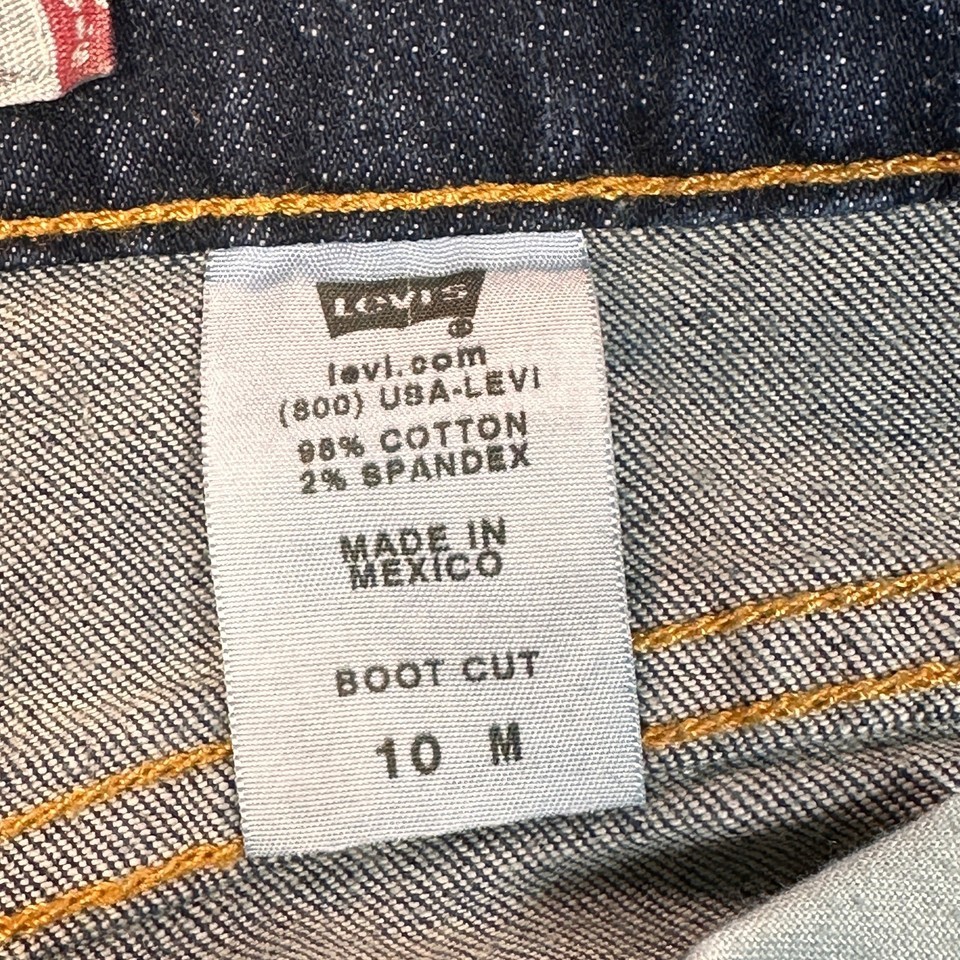 Levi's
®
levi.com
(800) USA-LEVI
98% COTTON
2% SPANDEX
MADE IN
MEXICO
BOOT CUT
10 M